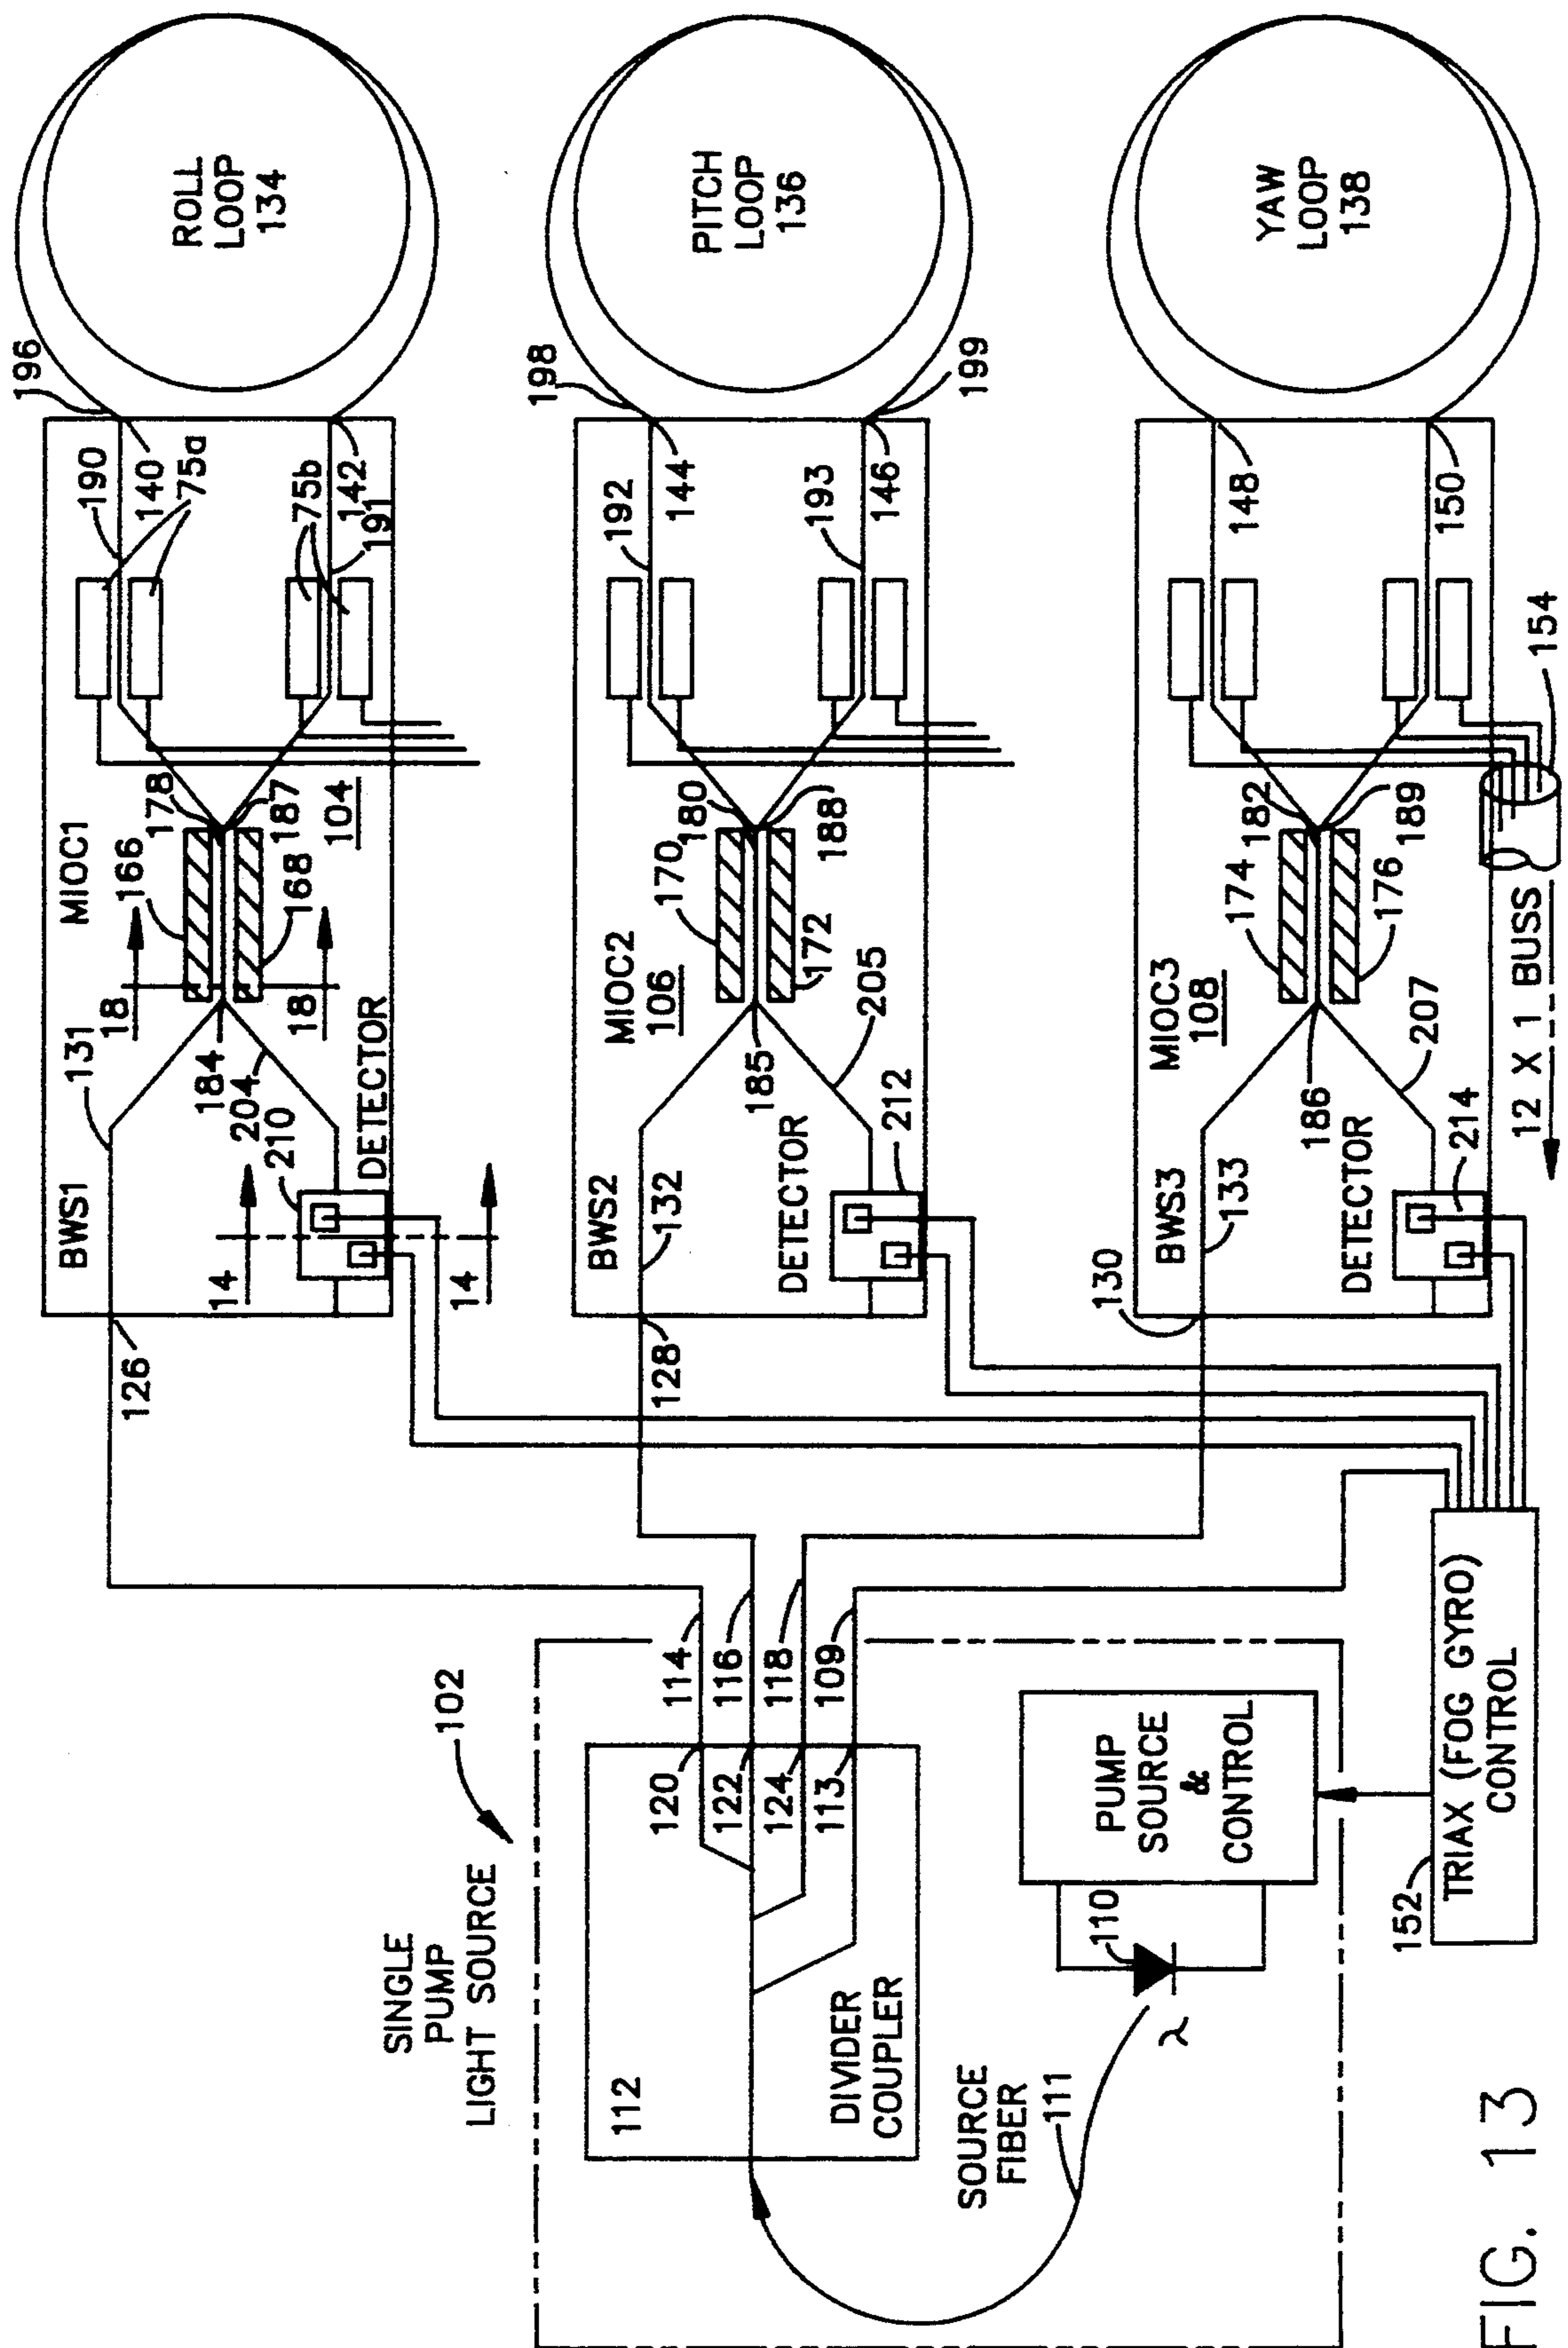 SINGLE
PUMP
LIGHT SOURCE
102
112
DIVIDER
COUPLER
120
122
124
113
114
116
118
109
SOURCE
FIBER
111
λ
110
PUMP
SOURCE
&
CONTROL
152
TRIAX (FOG GYRO)
CONTROL
126
BWS1
131
14
14
210
204
184
DETECTOR
18
18
MIOC1
166
168
178
187
104
190
140
75a
75b
142
191
196
ROLL
LOOP
134
128
BWS2
132
DETECTOR
212
MIOC2
106
185
205
170
172
180
188
192
144
193
146
198
199
PITCH
LOOP
136
130
BWS3
133
DETECTOR
214
MIOC3
108
186
207
174
176
182
189
148
150
154
12 X 1 BUSS
YAW
LOOP
138
FIG. 13